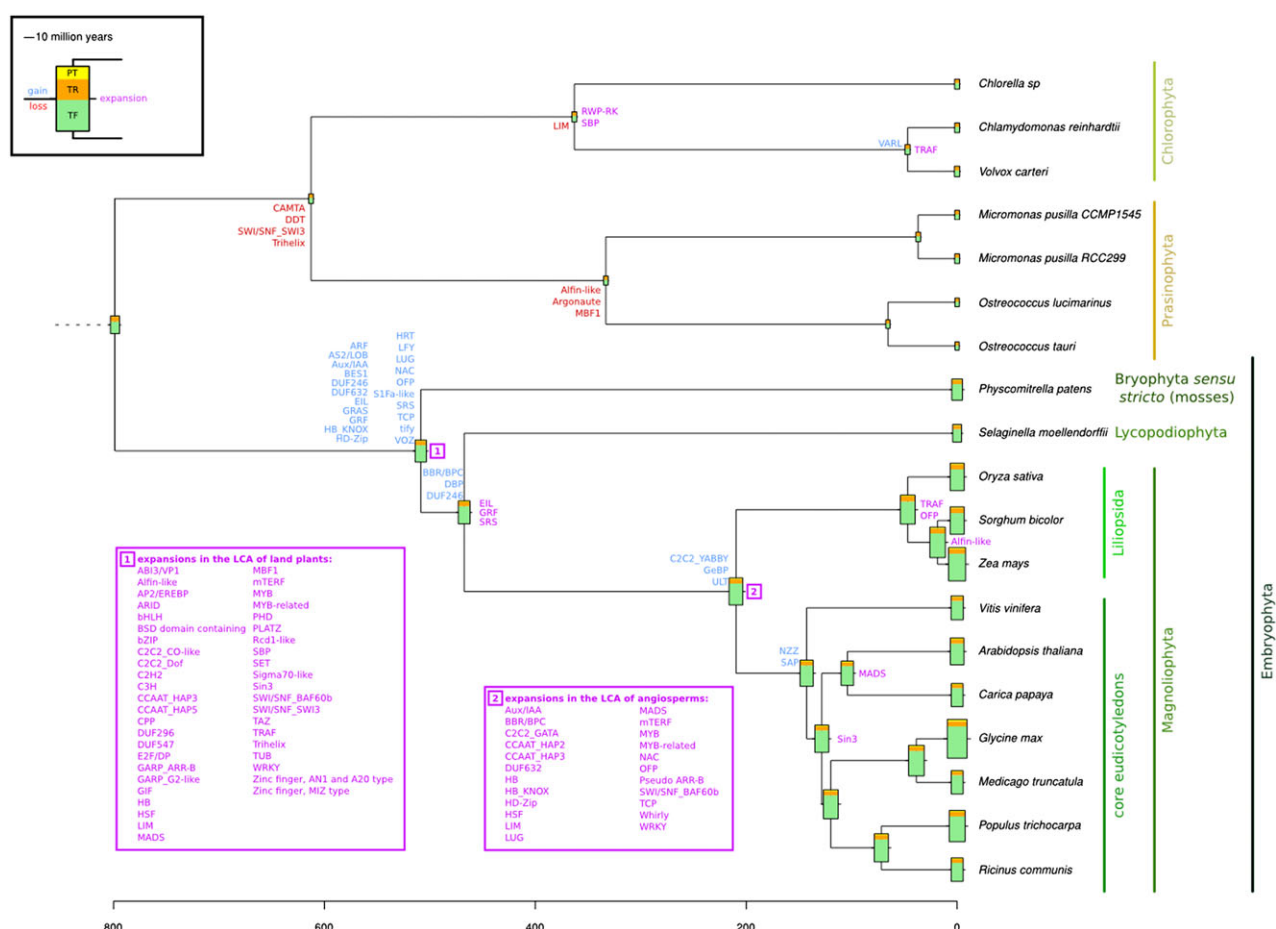 —10 million years
PT
TR
TF
gain
loss
expansion
Chlorella sp
RWP-RK
SBP
LIM
Chlamydomonas reinhardtii
VARL
TRAF
Volvox carteri
Chlorophyta
CAMTA
DDT
SWI/SNF_SWI3
Trihelix
Micromonas pusilla CCMP1545
Micromonas pusilla RCC299
Alfin-like
Argonaute
MBF1
Ostreococcus lucimarinus
Ostreococcus tauri
Prasinophyta
ARF
AS2/LOB
Aux/IAA
BES1
DUF246
DUF632
EIL
GRAS
GRF
HB_KNOX
HD-Zip
HRT
LFY
LUG
NAC
OFP
S1Fa-like
SRS
TCP
tify
VOZ
1
Physcomitrella patens
Bryophyta sensu
stricto (mosses)
Selaginella moellendorffii
Lycopodiophyta
BBR/BPC
DBP
DUF246
EIL
GRF
SRS
Oryza sativa
TRAF
OFP
Sorghum bicolor
Alfin-like
Zea mays
Liliopsida
C2C2_YABBY
GeBP
ULT
2
Vitis vinifera
NZZ
SAP
Arabidopsis thaliana
MADS
Carica papaya
Sin3
Glycine max
Medicago truncatula
Populus trichocarpa
Ricinus communis
core eudicotyledons
Magnoliophyta
Embryophyta
1 expansions in the LCA of land plants:
ABI3/VP1
Alfin-like
AP2/EREBP
ARID
bHLH
BSD domain containing
bZIP
C2C2_CO-like
C2C2_Dof
C2H2
C3H
CCAAT_HAP3
CCAAT_HAP5
CPP
DUF296
DUF547
E2F/DP
GARP_ARR-B
GARP_G2-like
GIF
HB
HSF
LIM
MADS
MBF1
mTERF
MYB
MYB-related
PHD
PLATZ
Rcd1-like
SBP
SET
Sigma70-like
Sin3
SWI/SNF_BAF60b
SWI/SNF_SWI3
TAZ
TRAF
Trihelix
TUB
WRKY
Zinc finger, AN1 and A20 type
Zinc finger, MIZ type
2 expansions in the LCA of angiosperms:
Aux/IAA
BBR/BPC
C2C2_GATA
CCAAT_HAP2
CCAAT_HAP3
DUF632
HB
HB_KNOX
HD-Zip
HSF
LIM
LUG
MADS
mTERF
MYB
MYB-related
NAC
OFP
Pseudo ARR-B
SWI/SNF_BAF60b
TCP
Whirly
WRKY
800
600
400
200
0